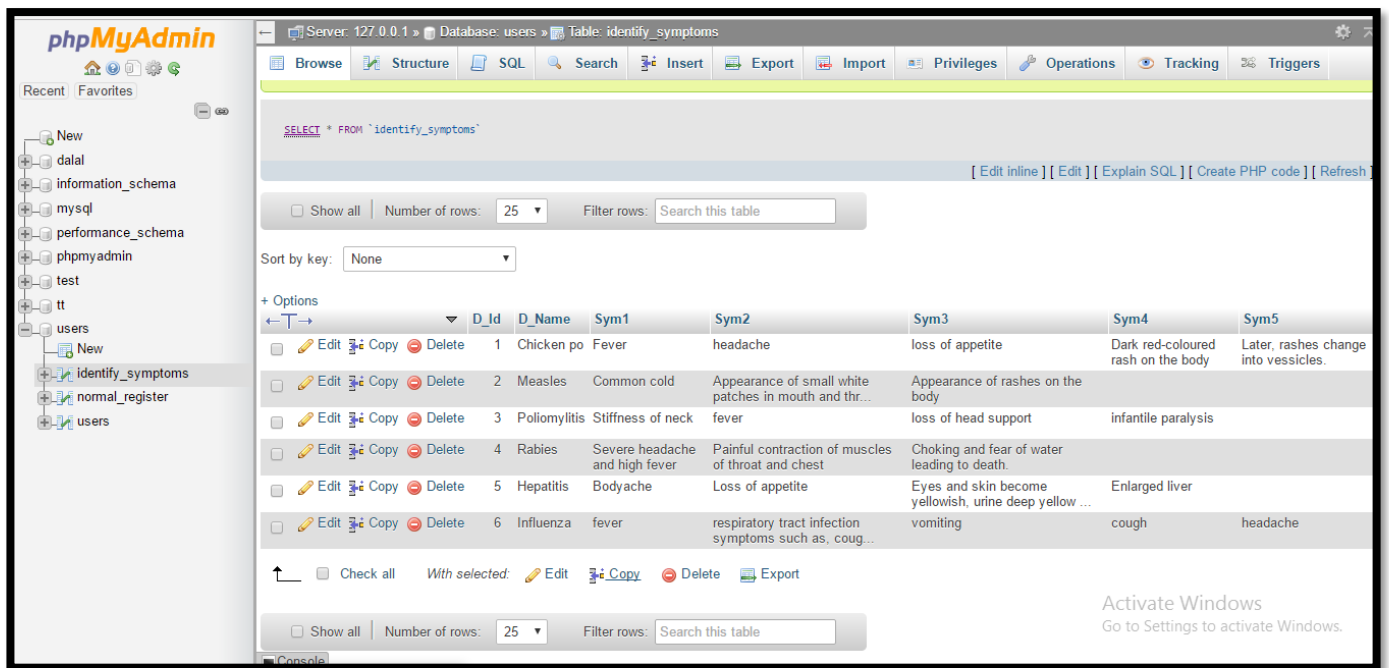 phpMyAdmin
Recent Favorites
New
dalal
information_schema
mysql
performance_schema
phpmyadmin
test
tt
users
New
identify_symptoms
normal_register
users
Server: 127.0.0.1 » Database: users » Table: identify_symptoms
Browse Structure SQL Search Insert Export Import Privileges Operations Tracking Triggers
SELECT * FROM `identify_symptoms`
[ Edit inline ] [ Edit ] [ Explain SQL ] [ Create PHP code ] [ Refresh ]
Show all Number of rows: 25 Filter rows: Search this table
Sort by key: None
+ Options
←T→ D_Id D_Name Sym1 Sym2 Sym3 Sym4 Sym5
Edit Copy Delete 1 Chicken po Fever headache loss of appetite Dark red-coloured Later, rashes change
rash on the body into vessicles.
Edit Copy Delete 2 Measles Common cold Appearance of small white Appearance of rashes on the
patches in mouth and thr... body
Edit Copy Delete 3 Poliomylitis Stiffness of neck fever loss of head support infantile paralysis
Edit Copy Delete 4 Rabies Severe headache Painful contraction of muscles Choking and fear of water
and high fever of throat and chest leading to death.
Edit Copy Delete 5 Hepatitis Bodyache Loss of appetite Eyes and skin become Enlarged liver
yellowish, urine deep yellow ...
Edit Copy Delete 6 Influenza fever respiratory tract infection vomiting cough headache
symptoms such as, coug...
Check all With selected: Edit Copy Delete Export
Activate Windows
Go to Settings to activate Windows.
Show all Number of rows: 25 Filter rows: Search this table
Console